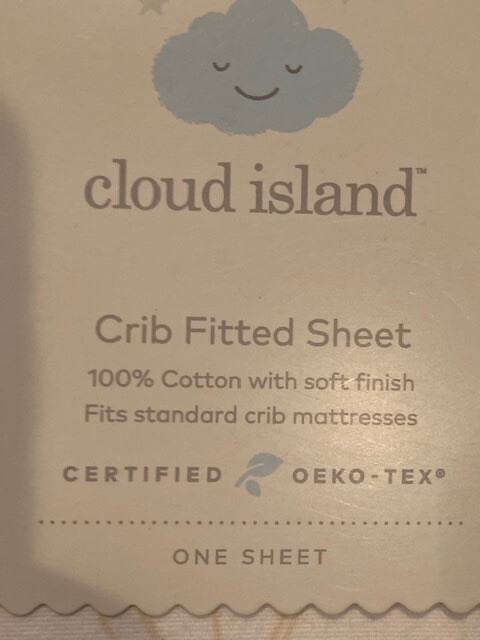 cloud island™
Crib Fitted Sheet
100% Cotton with soft finish
Fits standard crib mattresses
CERTIFIED OEKO-TEX®
ONE SHEET